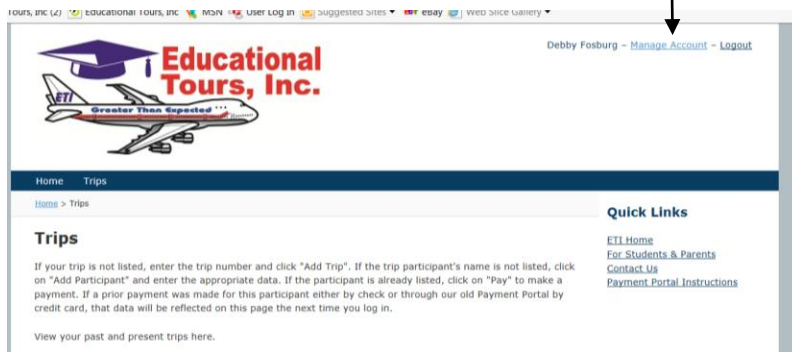 Tours, Inc (2) Educational Tours, Inc MSN User Log In Suggested Sites eBay Web Slice Gallery
Debby Fosburg – Manage Account – Logout
Educational
Tours, Inc.
ETI
Greater Than Expected ...
Home Trips
Home > Trips
Quick Links
Trips
ETI Home
For Students & Parents
Contact Us
Payment Portal Instructions
If your trip is not listed, enter the trip number and click "Add Trip". If the trip participant's name is not listed, click
on "Add Participant" and enter the appropriate data. If the participant is already listed, click on "Pay" to make a
payment. If a prior payment was made for this participant either by check or through our old Payment Portal by
credit card, that data will be reflected on this page the next time you log in.
View your past and present trips here.